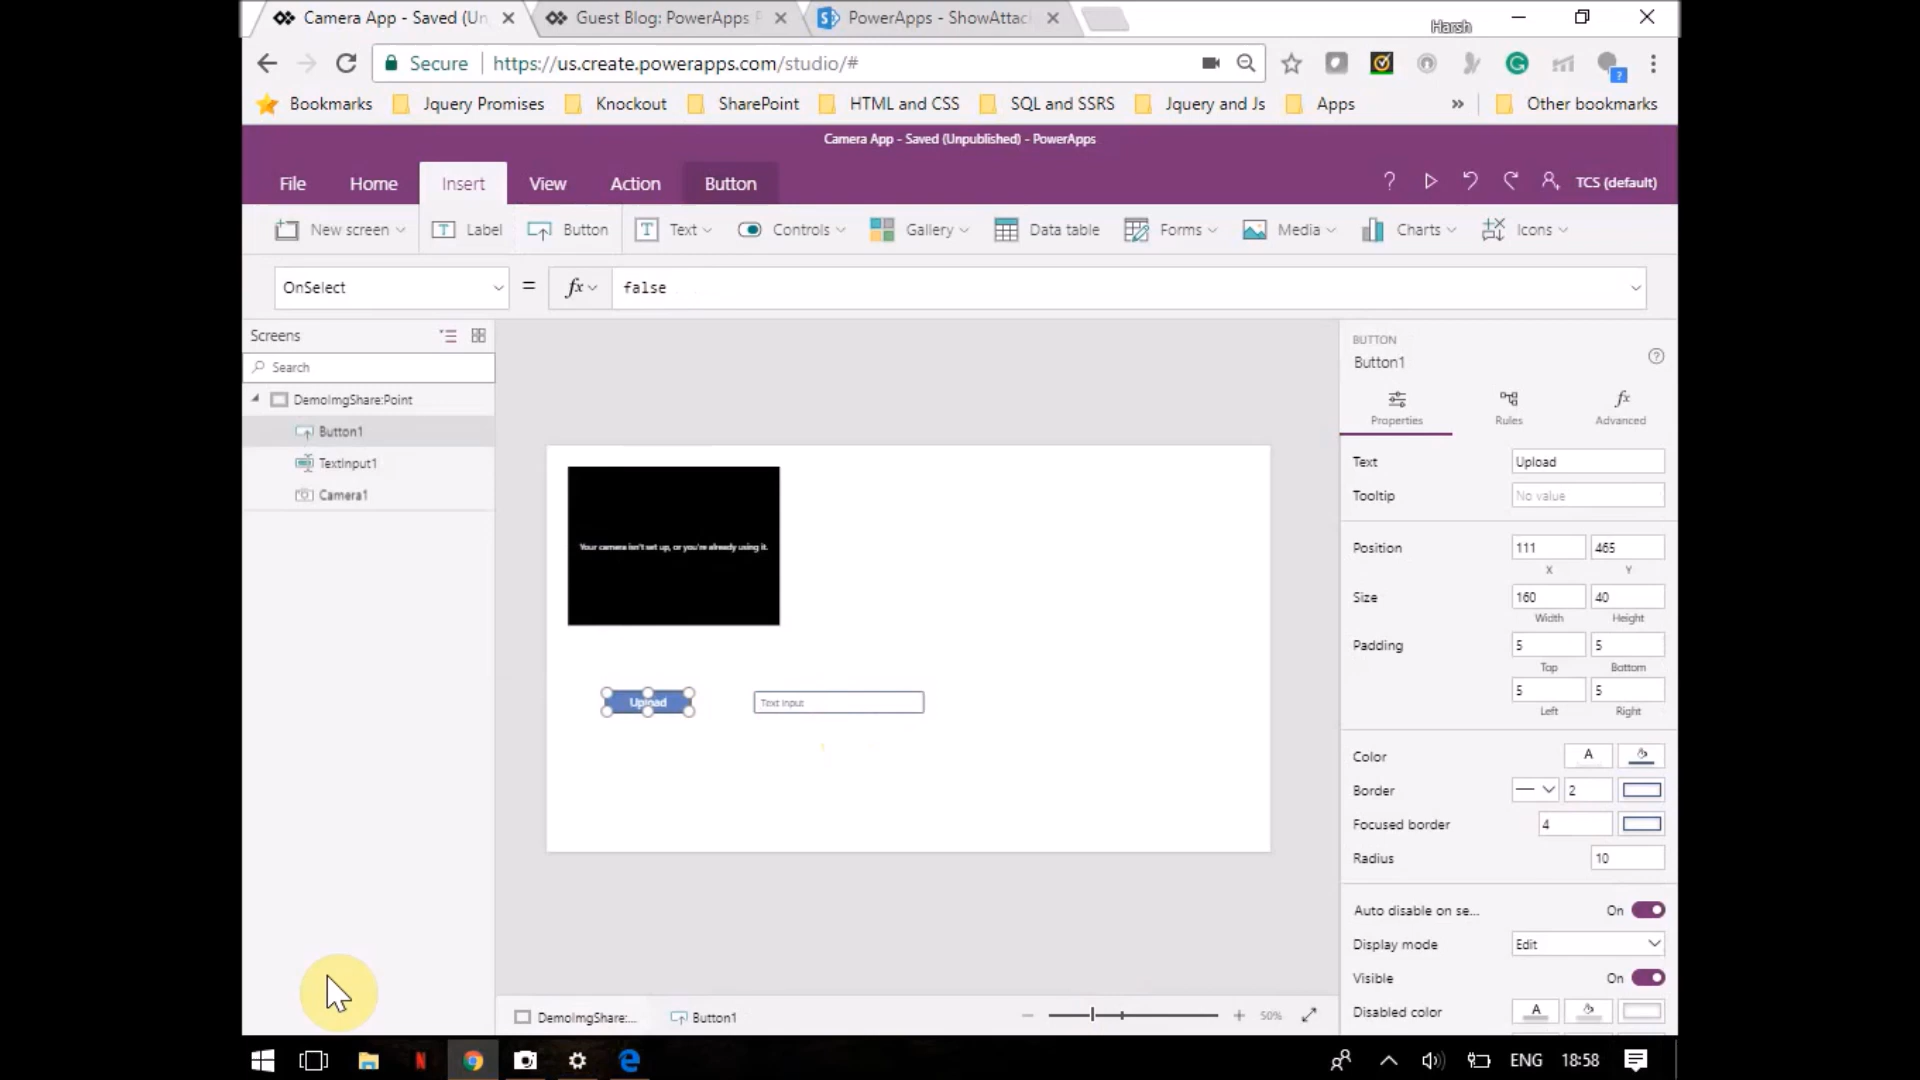 Camera App - Saved (Un
Guest Blog: PowerApps F
PowerApps - ShowAttac
Harsh
Secure
https://us.create.powerapps.com/studio/#
Bookmarks
Jquery Promises
Knockout
SharePoint
HTML and CSS
SQL and SSRS
Jquery and Js
Apps
»
Other bookmarks
Camera App - Saved (Unpublished) - PowerApps
File
Home
Insert
View
Action
Button
?
TCS (default)
New screen
Label
Button
Text
Controls
Gallery
Data table
Forms
Media
Charts
Icons
OnSelect
=
fx
false
Screens
Search
DemoImgShare:Point
Button1
TextInput1
Camera1
Your camera isn't set up, or you're already using it.
Upload
Text input
BUTTON
Button1
Properties
Rules
Advanced
Text
Upload
Tooltip
No value
Position
111
465
X
Y
Size
160
40
Width
Height
Padding
5
5
Top
Bottom
5
5
Left
Right
Color
A
Border
2
Focused border
4
Radius
10
Auto disable on se...
On
Display mode
Edit
Visible
On
Disabled color
A
DemoImgShare:...
Button1
50%
ENG
18:58